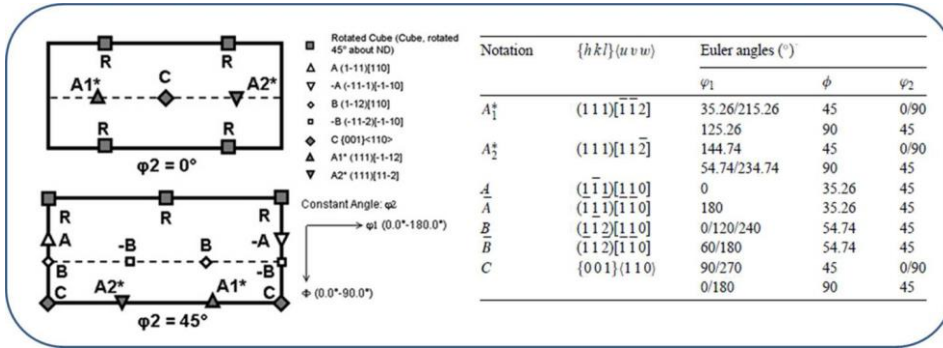 R R
A1* C A2*
R R
φ2 = 0°
R R R
A -B B -A
B -B
C A2* A1* C
φ2 = 45°
Rotated Cube (Cube, rotated
45° about ND)
A (1-11)[110]
-A (-11-1)[-1-10]
B (1-12)[110]
-B (-11-2)[-1-10]
C {001}<110>
A1* (111)[-1-12]
A2* (111)[11-2]
Constant Angle: φ2
φ1 (0.0°-180.0°)
Φ (0.0°-90.0°)
Notation {h k l}⟨u v w⟩ Euler angles (°)
φ₁ ϕ φ₂
A₁* (1 1 1)[1̅ 1̅ 2] 35.26/215.26 45 0/90
125.26 90 45
A₂* (1 1 1)[1 1 2̅] 144.74 45 0/90
54.74/234.74 90 45
A (1 1̅ 1)[1 1 0] 0 35.26 45
A̅ (1̅ 1 1̅)[1̅ 1̅ 0] 180 35.26 45
B (1 1̅ 2)[1 1 0] 0/120/240 54.74 45
B̅ (1̅ 1 2̅)[1̅ 1̅ 0] 60/180 54.74 45
C {0 0 1}⟨1 1 0⟩ 90/270 45 0/90
0/180 90 45